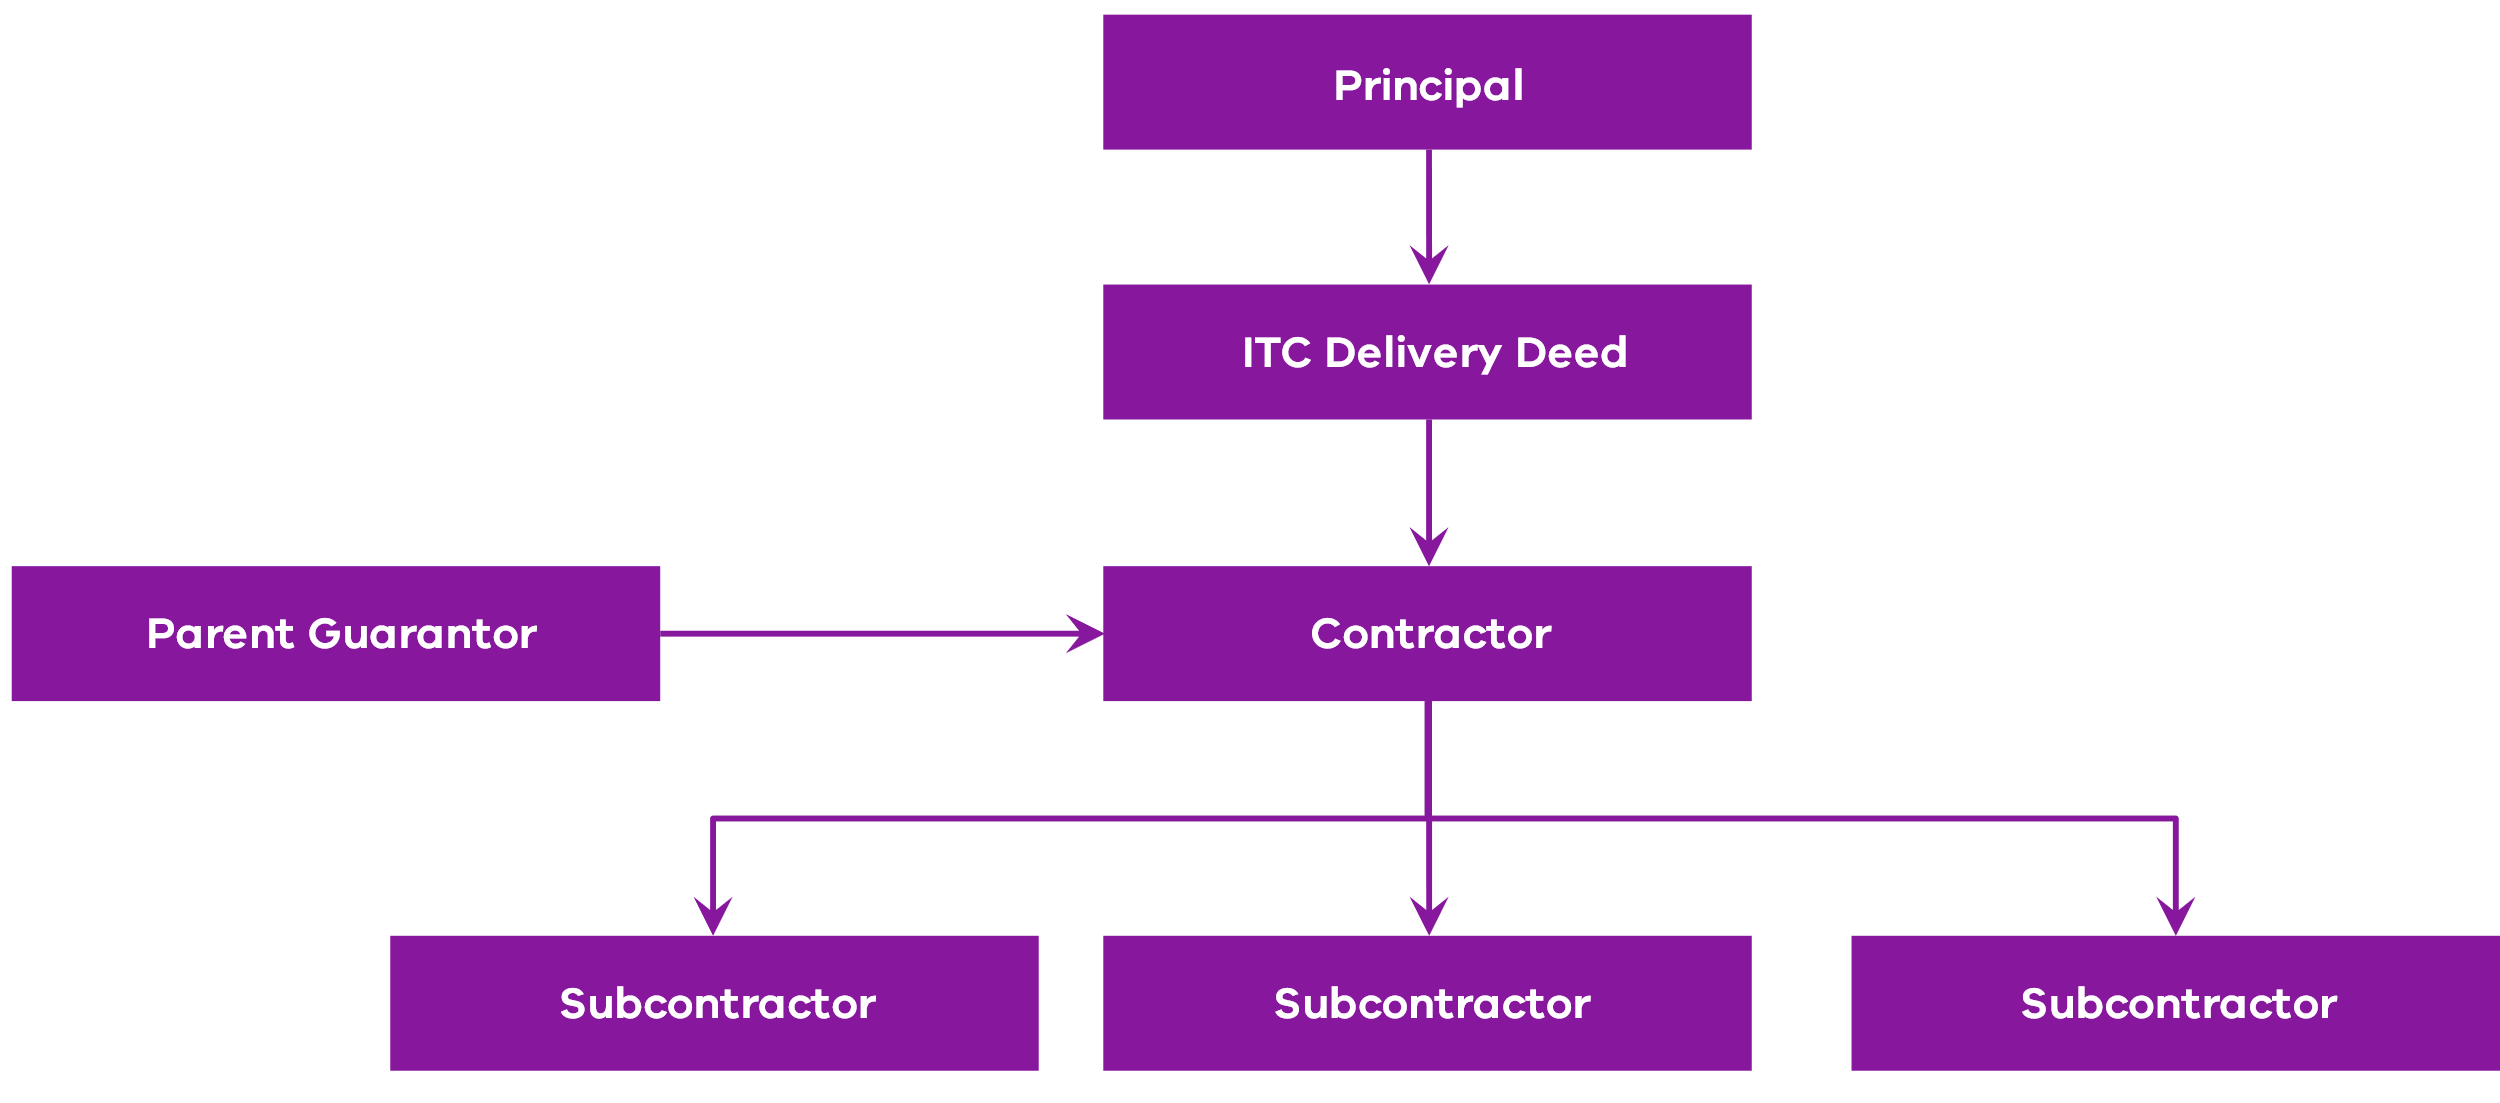 Principal
ITC Delivery Deed
Parent Guarantor
Contractor
Subcontractor
Subcontractor
Subcontractor